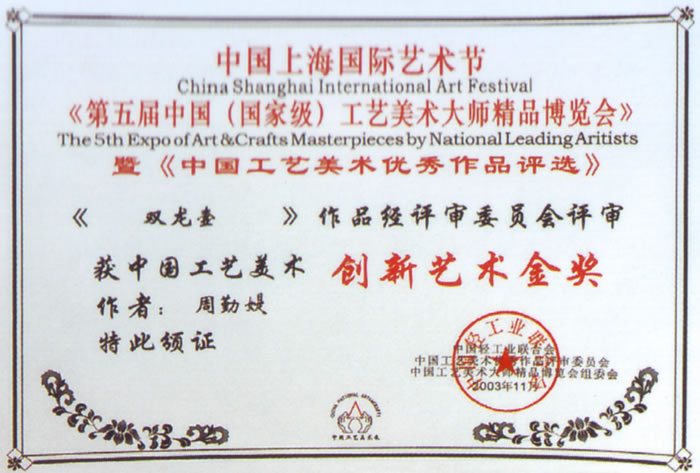 中国上海国际艺术节
China Shanghai International Art Festival
《第五届中国（国家级）工艺美术大师精品博览会》
The 5th Expo of Art &Crafts Masterpieces by National Leading Aritists
暨《中国工艺美术优秀作品评选》
《 双龙壶 》作品经评审委员会评审
获中国工艺美术 创新艺术金奖
作者：周勤媞
特此颁证
中国轻工业联合会
中国工艺美术优秀作品评审委员会
中国工艺美术大师精品博览会组委会
2003年11月